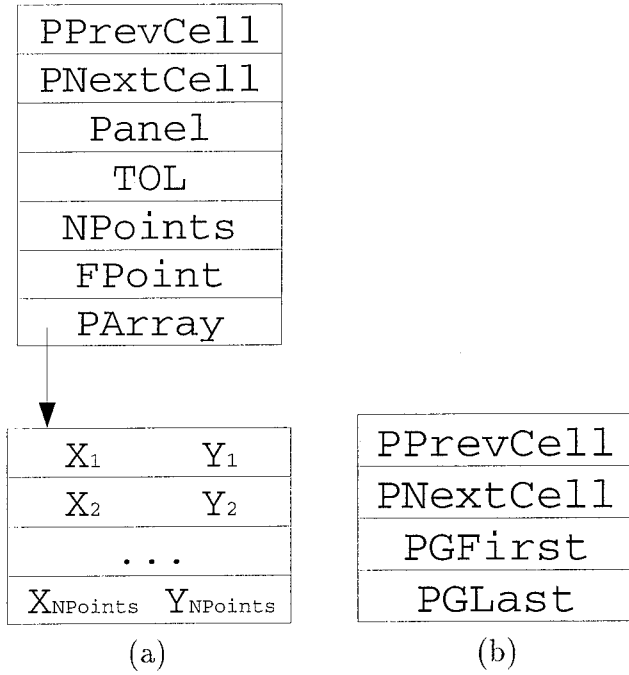 PPrevCell
PNextCell
Panel
TOL
NPoints
FPoint
PArray
X1 Y1
X2 Y2
...
XNPoints YNPoints
(a)
PPrevCell
PNextCell
PGFirst
PGLast
(b)